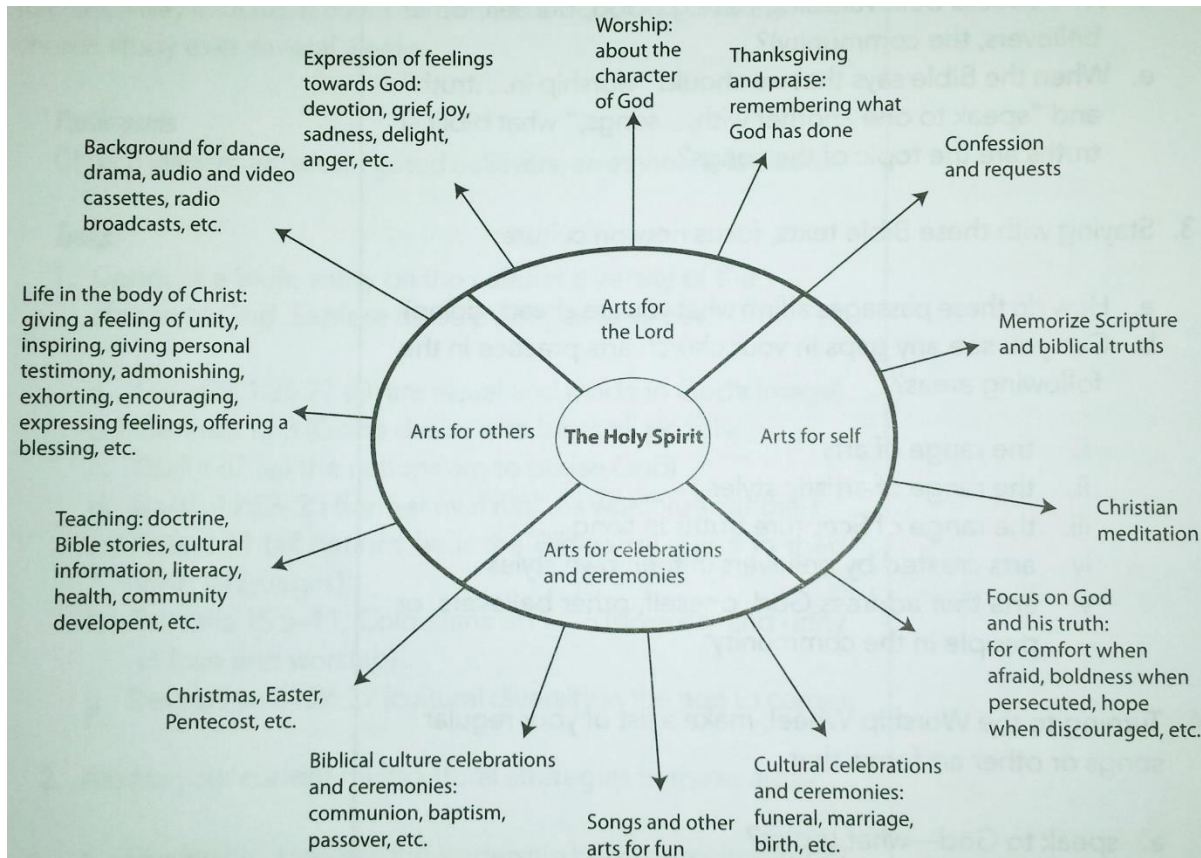 Worship:
about the
character
of God
Thanksgiving
and praise:
remembering what
God has done
Confession
and requests
Memorize Scripture
and biblical truths
Christian
meditation
Focus on God
and his truth:
for comfort when
afraid, boldness when
persecuted, hope
when discouraged, etc.
Cultural celebrations
and ceremonies:
funeral, marriage,
birth, etc.
Songs and other
arts for fun
Biblical culture celebrations
and ceremonies:
communion, baptism,
passover, etc.
Christmas, Easter,
Pentecost, etc.
Teaching: doctrine,
Bible stories, cultural
information, literacy,
health, community
developent, etc.
Life in the body of Christ:
giving a feeling of unity,
inspiring, giving personal
testimony, admonishing,
exhorting, encouraging,
expressing feelings, offering a
blessing, etc.
Background for dance,
drama, audio and video
cassettes, radio
broadcasts, etc.
Expression of feelings
towards God:
devotion, grief, joy,
sadness, delight,
anger, etc.
Arts for
the Lord
Arts for others
The Holy Spirit
Arts for self
Arts for celebrations
and ceremonies